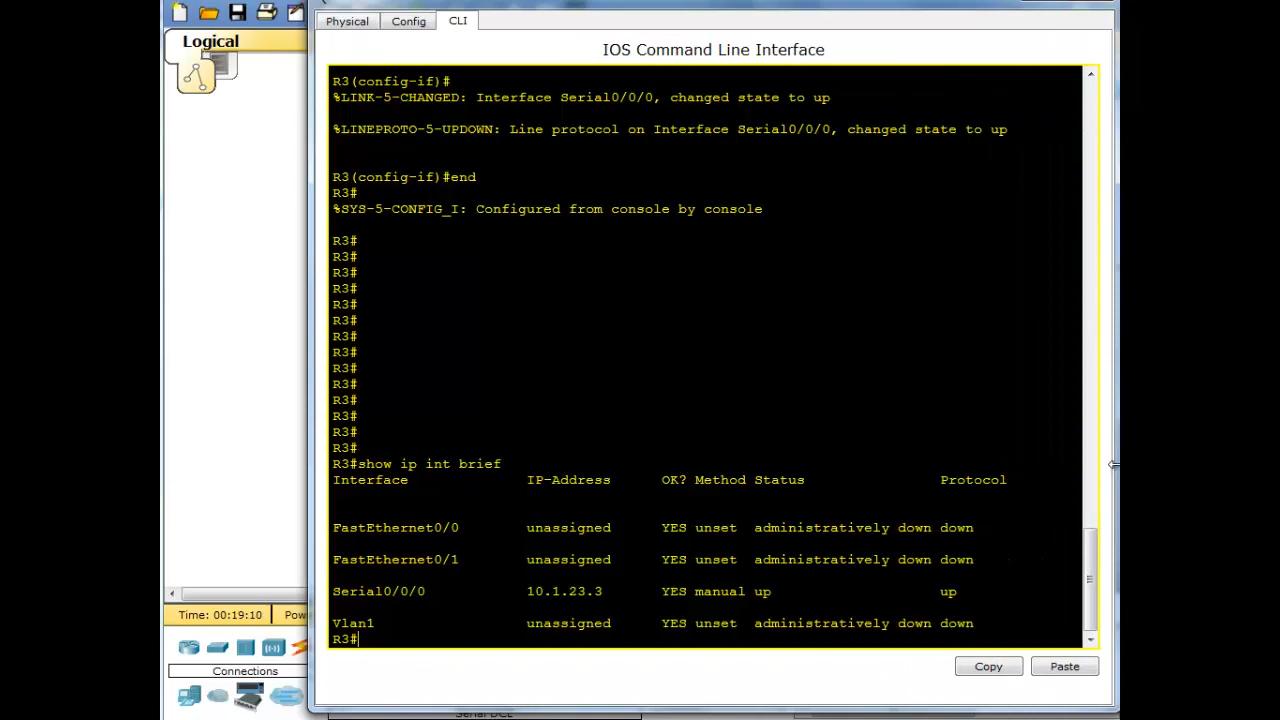 Physical Config CLI
Logical
IOS Command Line Interface
R3(config-if)#
%LINK-5-CHANGED: Interface Serial0/0/0, changed state to up
%LINEPROTO-5-UPDOWN: Line protocol on Interface Serial0/0/0, changed state to up
R3(config-if)#end
R3#
%SYS-5-CONFIG_I: Configured from console by console
R3#
R3#
R3#
R3#
R3#
R3#
R3#
R3#
R3#
R3#
R3#
R3#
R3#
R3#
R3#show ip int brief
Interface IP-Address OK? Method Status Protocol
FastEthernet0/0 unassigned YES unset administratively down down
FastEthernet0/1 unassigned YES unset administratively down down
Serial0/0/0 10.1.23.3 YES manual up up
Vlan1 unassigned YES unset administratively down down
R3#
Time: 00:19:10 Pow
Connections
Copy Paste
Serial DCE